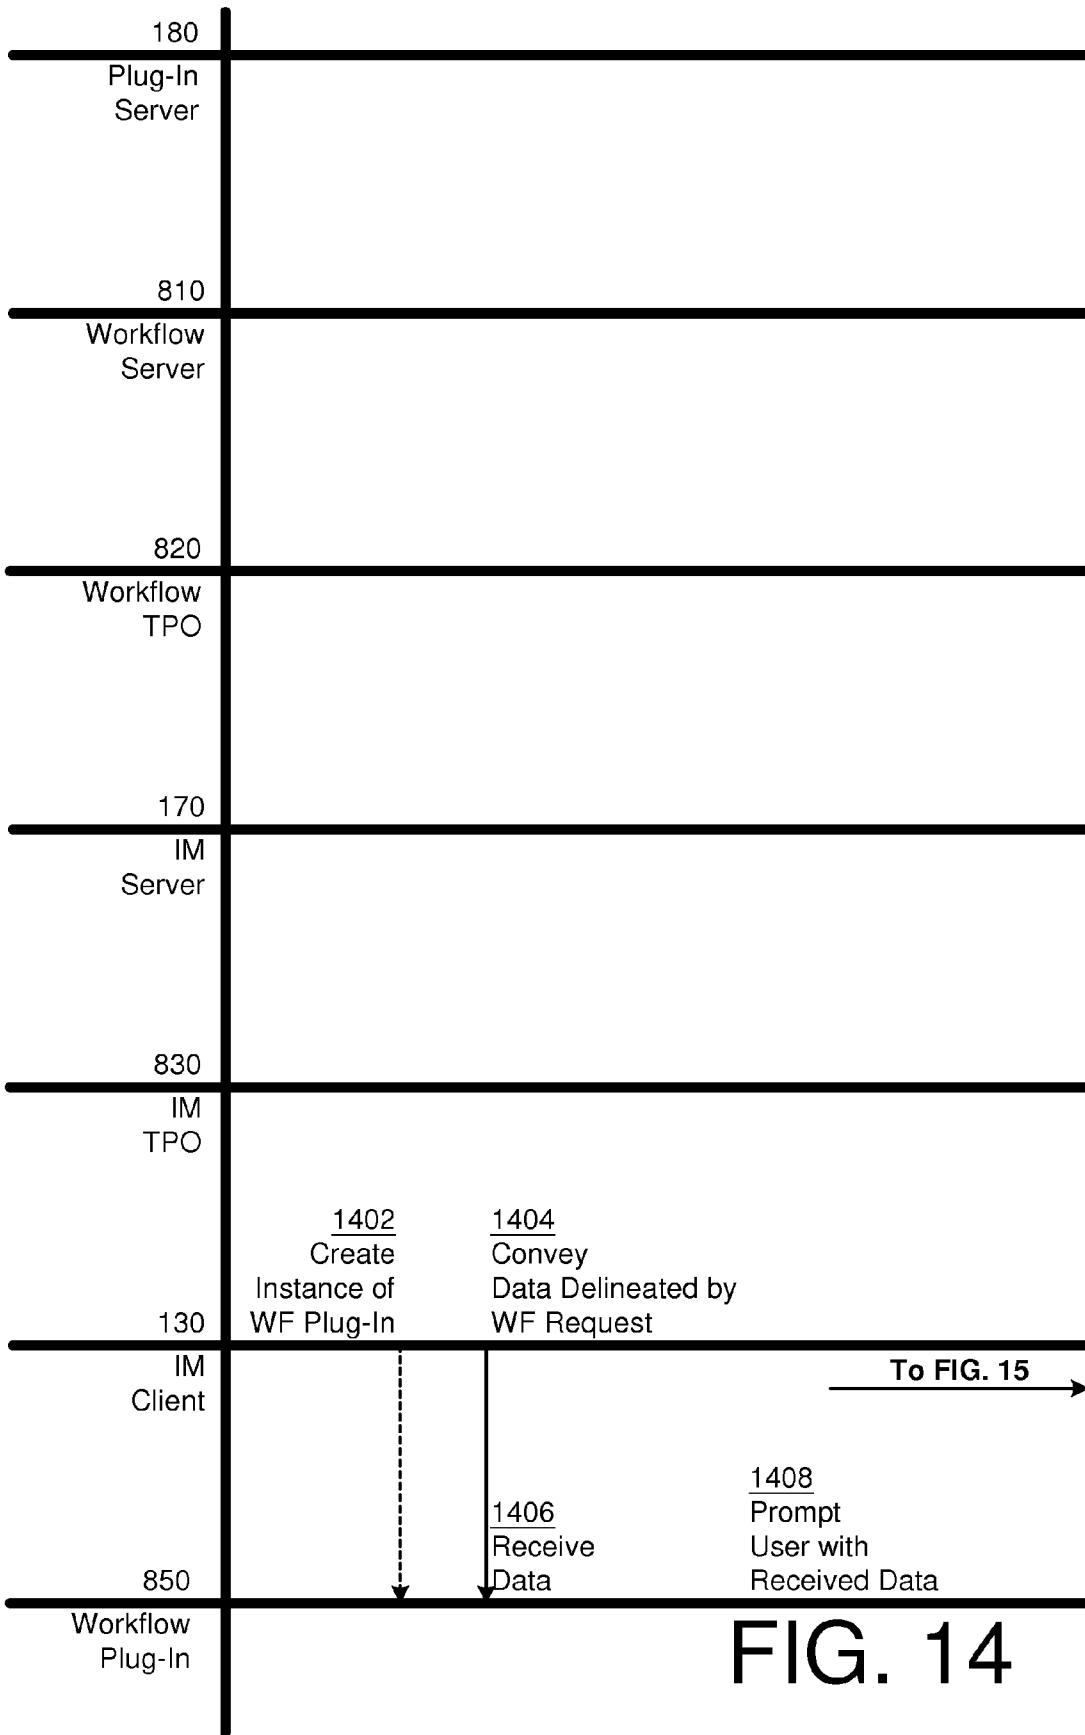 180
Plug-In
Server
810
Workflow
Server
820
Workflow
TPO
170
IM
Server
830
IM
TPO
1402
Create
Instance of
WF Plug-In
1404
Convey
Data Delineated by
WF Request
130
IM
Client
To FIG. 15
1406
Receive
Data
1408
Prompt
User with
Received Data
850
Workflow
Plug-In
FIG. 14